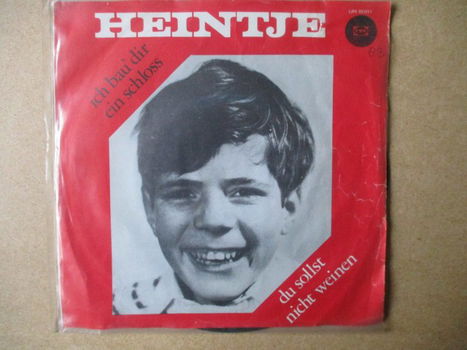 HEINTJE
ich bau dir
ein schloss
du sollst
nicht weinen